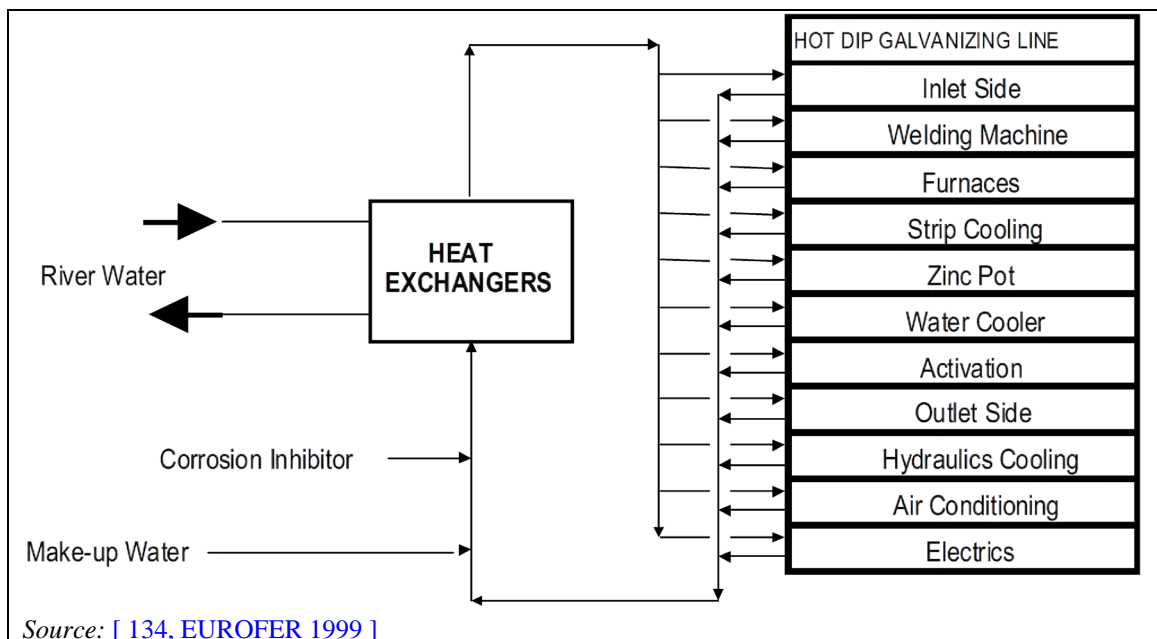 HOT DIP GALVANIZING LINE
Inlet Side
Welding Machine
Furnaces
Strip Cooling
Zinc Pot
Water Cooler
Activation
Outlet Side
Hydraulics Cooling
Air Conditioning
Electrics
HEAT
EXCHANGERS
River Water
Corrosion Inhibitor
Make-up Water
Source: [ 134, EUROFER 1999 ]